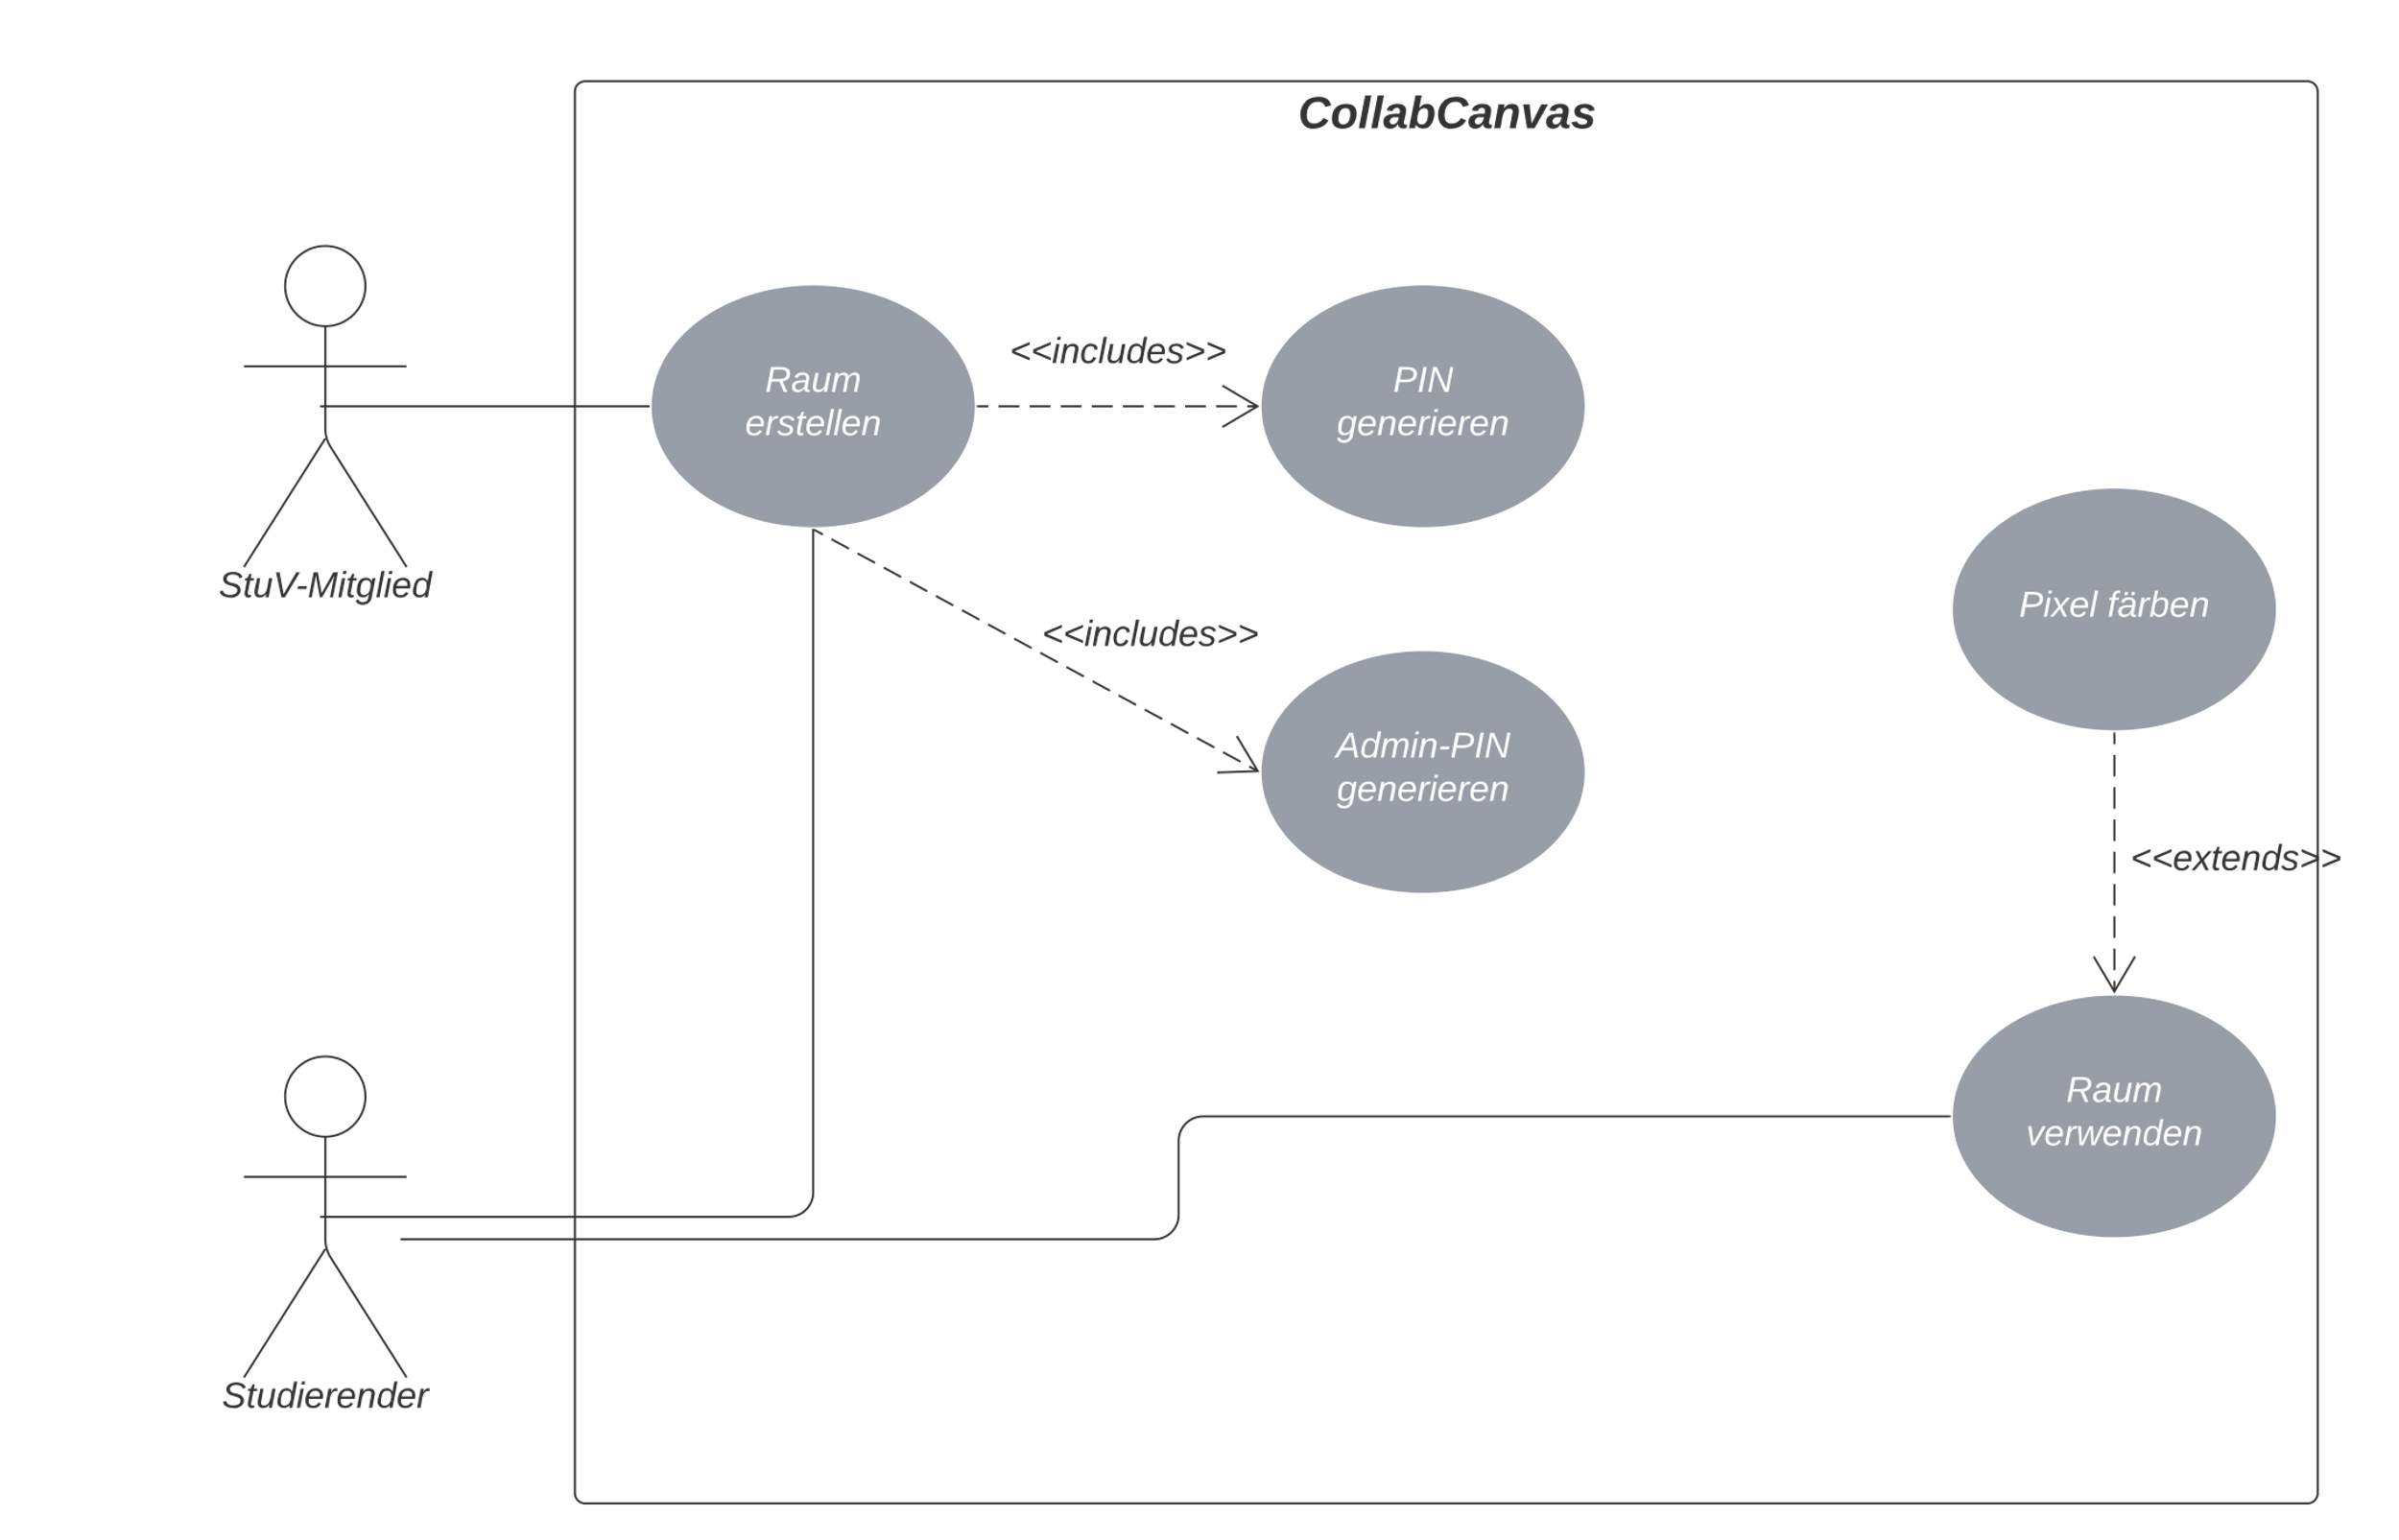 CollabCanvas
<<includes>>
Raum
erstellen
PIN
generieren
StuV-Mitglied
<<includes>>
Pixel färben
Admin-PIN
generieren
<<extends>>
Raum
verwenden
Studierender